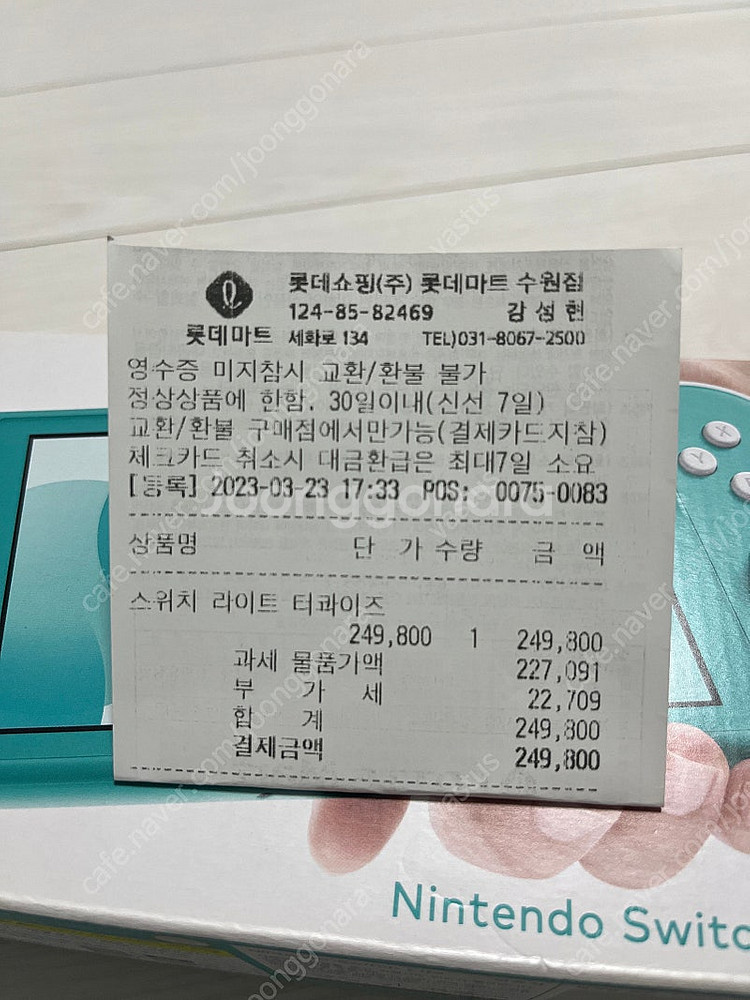 롯데쇼핑(주) 롯데마트 수원점
124-85-82469 강성현
롯데마트 세화로 134 TEL)031-8067-2500
영수증 미지참시 교환/환불 불가
정상상품에 한함. 30일이내(신선 7일)
교환/환불 구매점에서만가능(결제카드지참)
체크카드 취소시 대금환급은 최대7일 소요
[등록] 2023-03-23 17:33 POS: 0075-0083
상품명 단 가 수량 금 액
스위치 라이트 터콰이즈
249,800 1 249,800
과세 물품가액 227,091
부 가 세 22,709
합 계 249,800
결제금액 249,800
X
Y
Nintendo Switc
joonggonara
cafe.naver.com/joonggonara